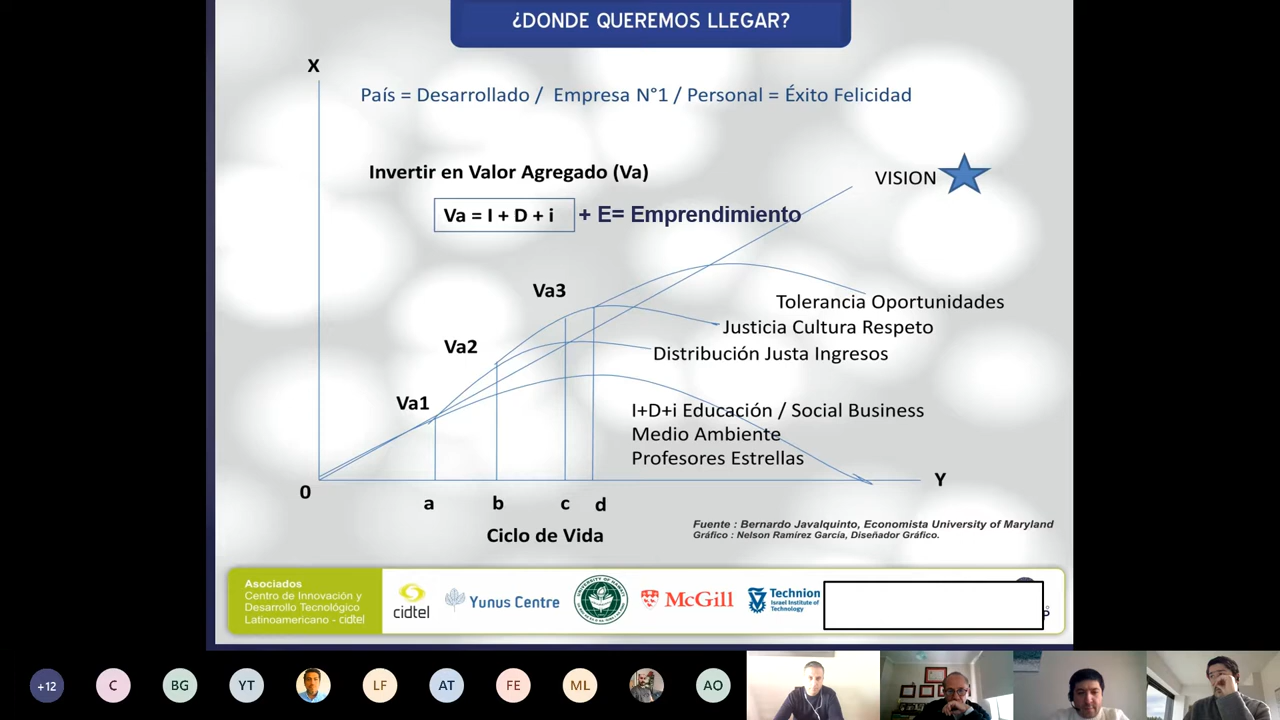 ¿DONDE QUEREMOS LLEGAR?
X
País = Desarrollado / Empresa N°1 / Personal = Éxito Felicidad
Invertir en Valor Agregado (Va)
VISION
Va = I + D + i + E= Emprendimiento
Va3
Tolerancia Oportunidades
Justicia Cultura Respeto
Va2
Distribución Justa Ingresos
Va1
I+D+i Educación / Social Business
Medio Ambiente
Profesores Estrellas
0
Y
a b c d
Ciclo de Vida
Fuente : Bernardo Javalquinto, Economista University of Maryland
Gráfico : Nelson Ramírez García, Diseñador Gráfico.
Asociados
Centro de Innovación y
Desarrollo Tecnológico
Latinoamericano - cidtel
cidtel
Yunus Centre
McGill
Technion
Israel Institute of
Technology
+12 C BG YT LF AT FE ML AO